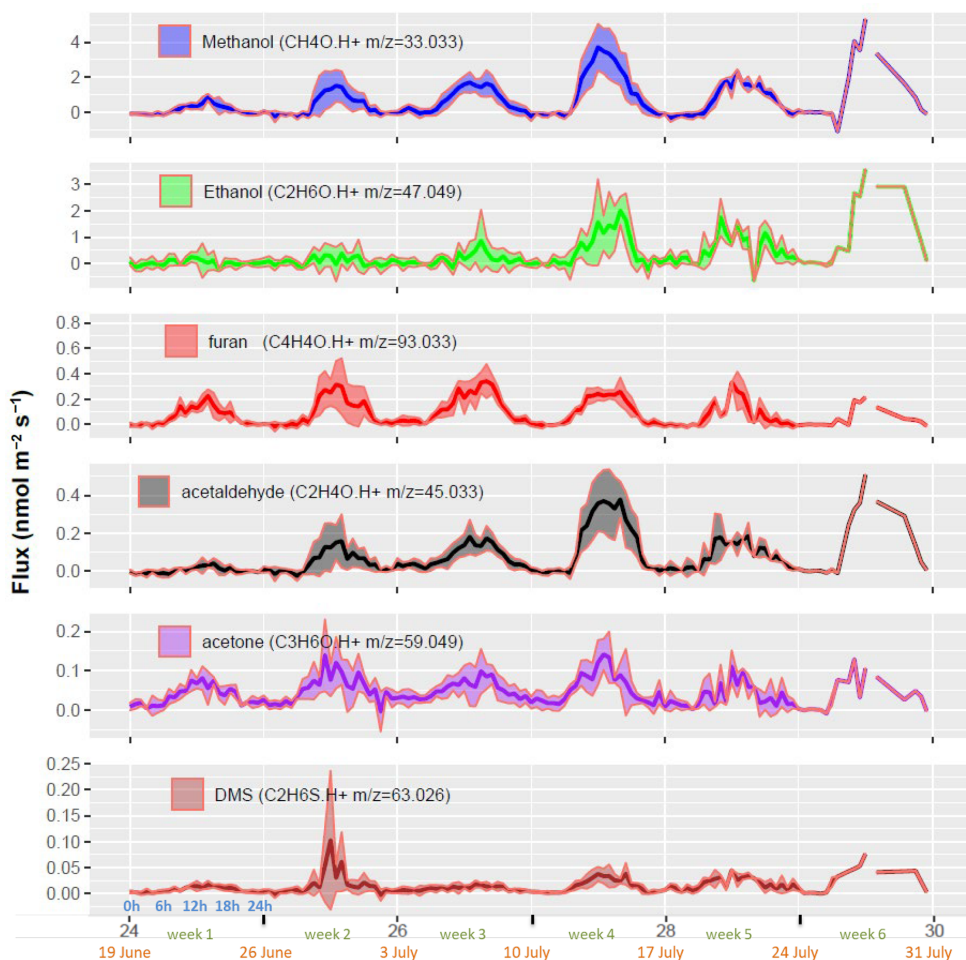 Flux (nmol m⁻² s⁻¹)
Methanol (CH4O.H+ m/z=33.033)
4
2
0
Ethanol (C2H6O.H+ m/z=47.049)
3
2
1
0
furan (C4H4O.H+ m/z=93.033)
0.8
0.6
0.4
0.2
0.0
acetaldehyde (C2H4O.H+ m/z=45.033)
0.4
0.2
0.0
acetone (C3H6O.H+ m/z=59.049)
0.2
0.1
0.0
DMS (C2H6S.H+ m/z=63.026)
0.25
0.20
0.15
0.10
0.05
0.00
0h 6h 12h 18h 24h
24 26 28 30
week 1 week 2 week 3 week 4 week 5 week 6
19 June 26 June 3 July 10 July 17 July 24 July 31 July